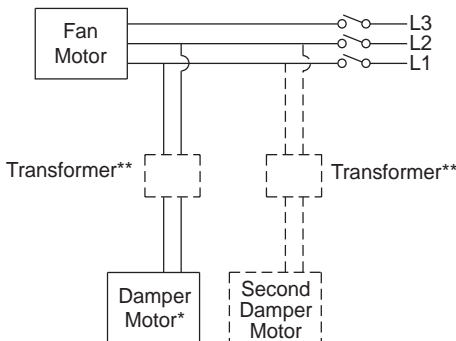 Fan
Motor
L3
L2
L1
Transformer**
Transformer**
Damper
Motor*
Second
Damper
Motor